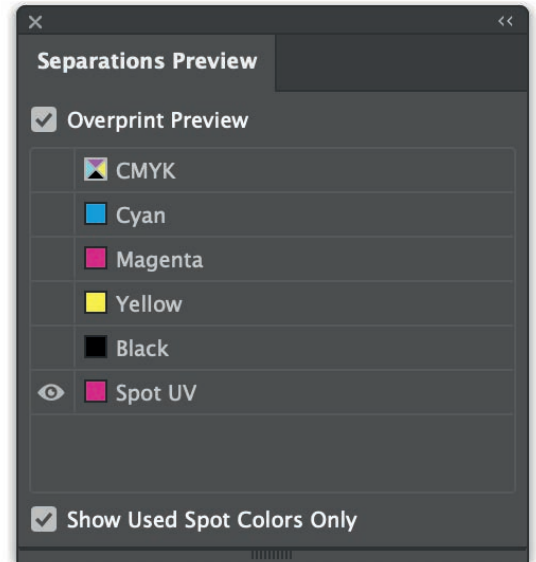 Separations Preview
Overprint Preview
CMYK
Cyan
Magenta
Yellow
Black
Spot UV
Show Used Spot Colors Only